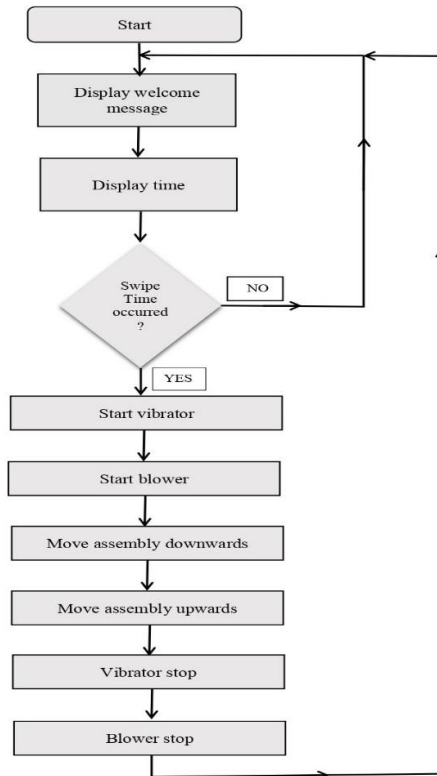 Start
Display welcome
message
Display time
Swipe
Time
occurred
?
NO
YES
Start vibrator
Start blower
Move assembly downwards
Move assembly upwards
Vibrator stop
Blower stop